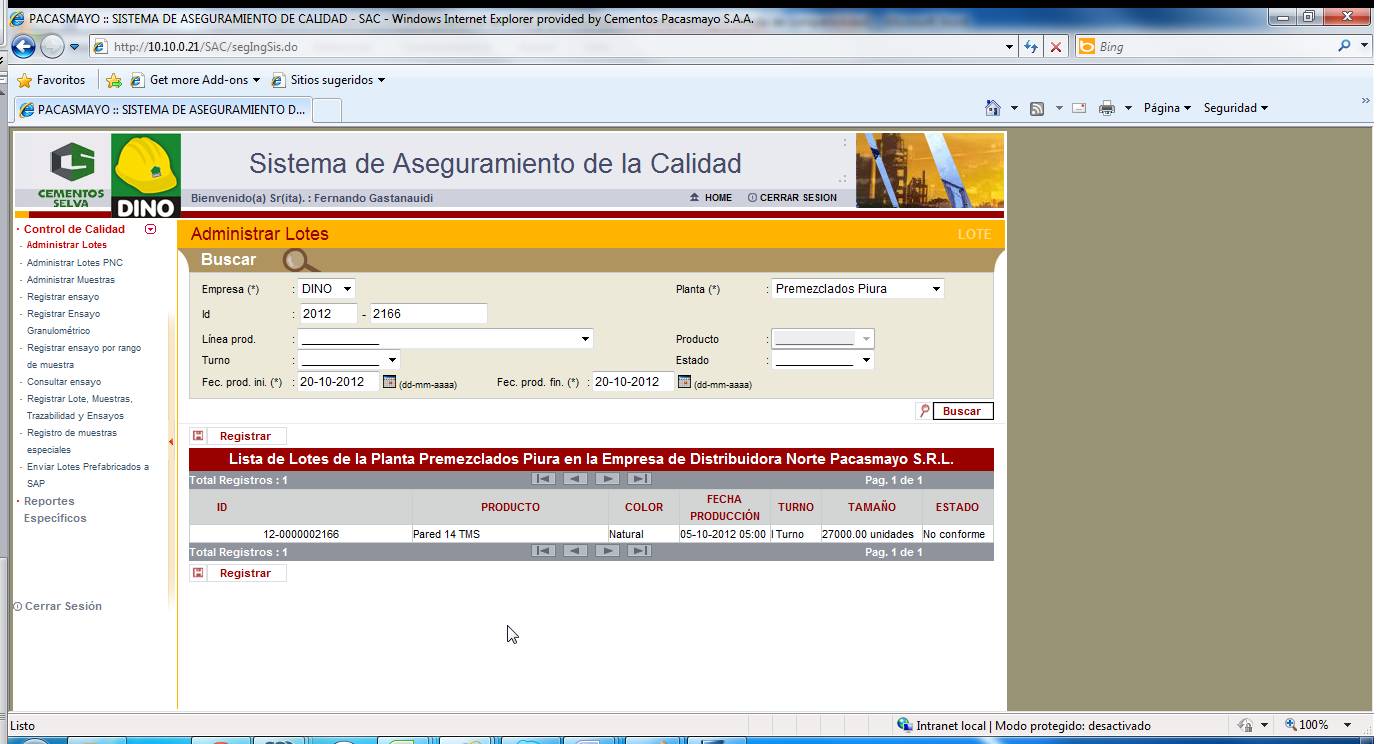 PACASMAYO :: SISTEMA DE ASEGURAMIENTO DE CALIDAD - SAC - Windows Internet Explorer provided by Cementos Pacasmayo S.A.A.
http://10.10.0.21/SAC/segIngSis.do
Bing
Favoritos Get more Add-ons Sitios sugeridos
PACASMAYO :: SISTEMA DE ASEGURAMIENTO D... Página Seguridad »
CEMENTOS SELVA
DINO
Sistema de Aseguramiento de la Calidad
Bienvenido(a) Sr(ita). : Fernando Gastanauidi HOME CERRAR SESION
Control de Calidad
- Administrar Lotes
- Administrar Lotes PNC
- Administrar Muestras
- Registrar ensayo
- Registrar Ensayo
Granulométrico
- Registrar ensayo por rango
de muestra
- Consultar ensayo
- Registrar Lote, Muestras,
Trazabilidad y Ensayos
- Registro de muestras
especiales
- Enviar Lotes Prefabricados a
SAP
Reportes
Específicos
Cerrar Sesión
Administrar Lotes LOTE
Buscar
Empresa (*) : DINO Planta (*) : Premezclados Piura
Id : 2012 - 2166
Línea prod. : Producto :
Turno : Estado :
Fec. prod. ini. (*) : 20-10-2012 (dd-mm-aaaa) Fec. prod. fin. (*) : 20-10-2012 (dd-mm-aaaa)
Buscar
Registrar
Lista de Lotes de la Planta Premezclados Piura en la Empresa de Distribuidora Norte Pacasmayo S.R.L.
Total Registros : 1 Pag. 1 de 1
ID PRODUCTO COLOR FECHA PRODUCCIÓN TURNO TAMAÑO ESTADO
12-0000002166 Pared 14 TMS Natural 05-10-2012 05:00 I Turno 27000.00 unidades No conforme
Total Registros : 1 Pag. 1 de 1
Registrar
Listo Intranet local | Modo protegido: desactivado 100%